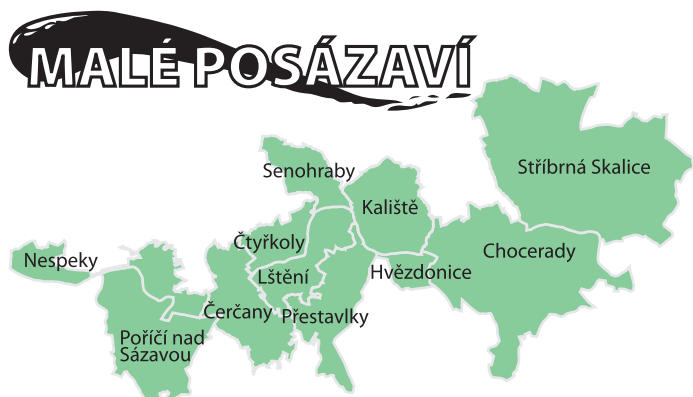 MALÉ POSÁZAVÍ
Stříbrná Skalice
Senohraby
Kaliště
Čtyřkoly
Chocerady
Nespeky
Lštění
Hvězdonice
Čerčany
Přestavlky
Poříčí nad
Sázavou